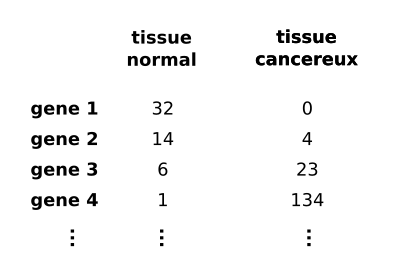 tissue tissue
normal cancereux
gene 1 32 0
gene 2 14 4
gene 3 6 23
gene 4 1 134
⋮ ⋮ ⋮